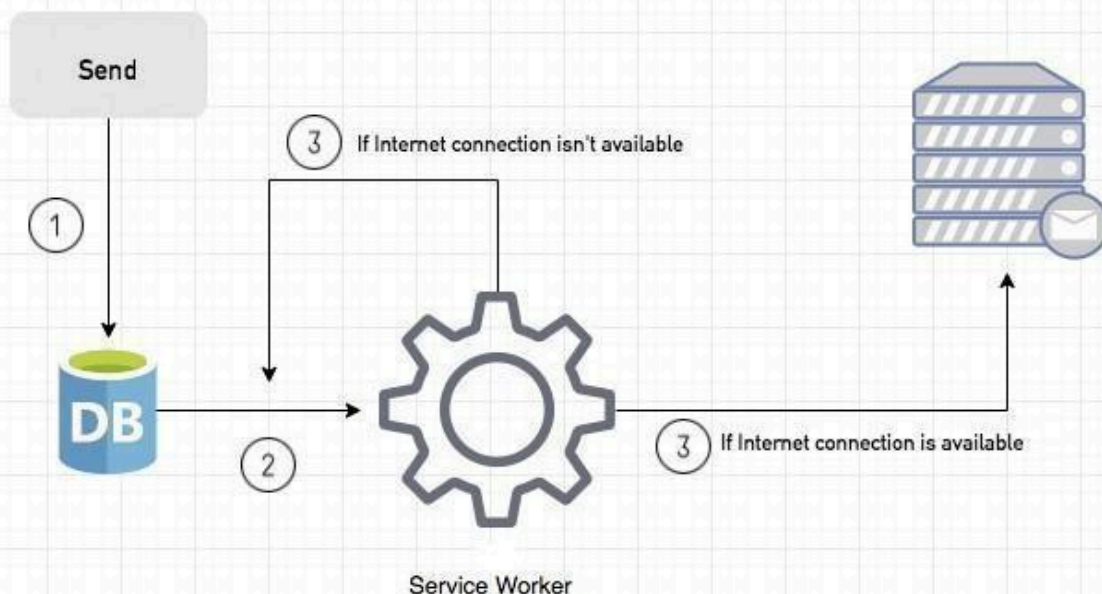 Send
3
If Internet connection isn't available
1
DB
2
3
If Internet connection is available
Service Worker